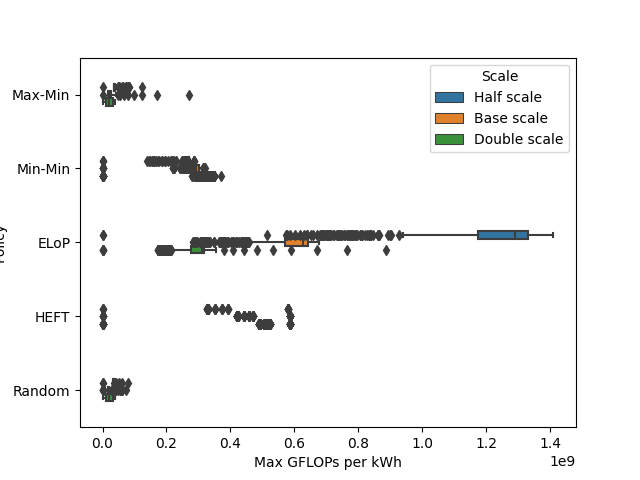 Scale
Half scale
Base scale
Double scale
Max-Min
Min-Min
ELoP
HEFT
Random
Policy
0.0 0.2 0.4 0.6 0.8 1.0 1.2 1.4
Max GFLOPs per kWh
1e9